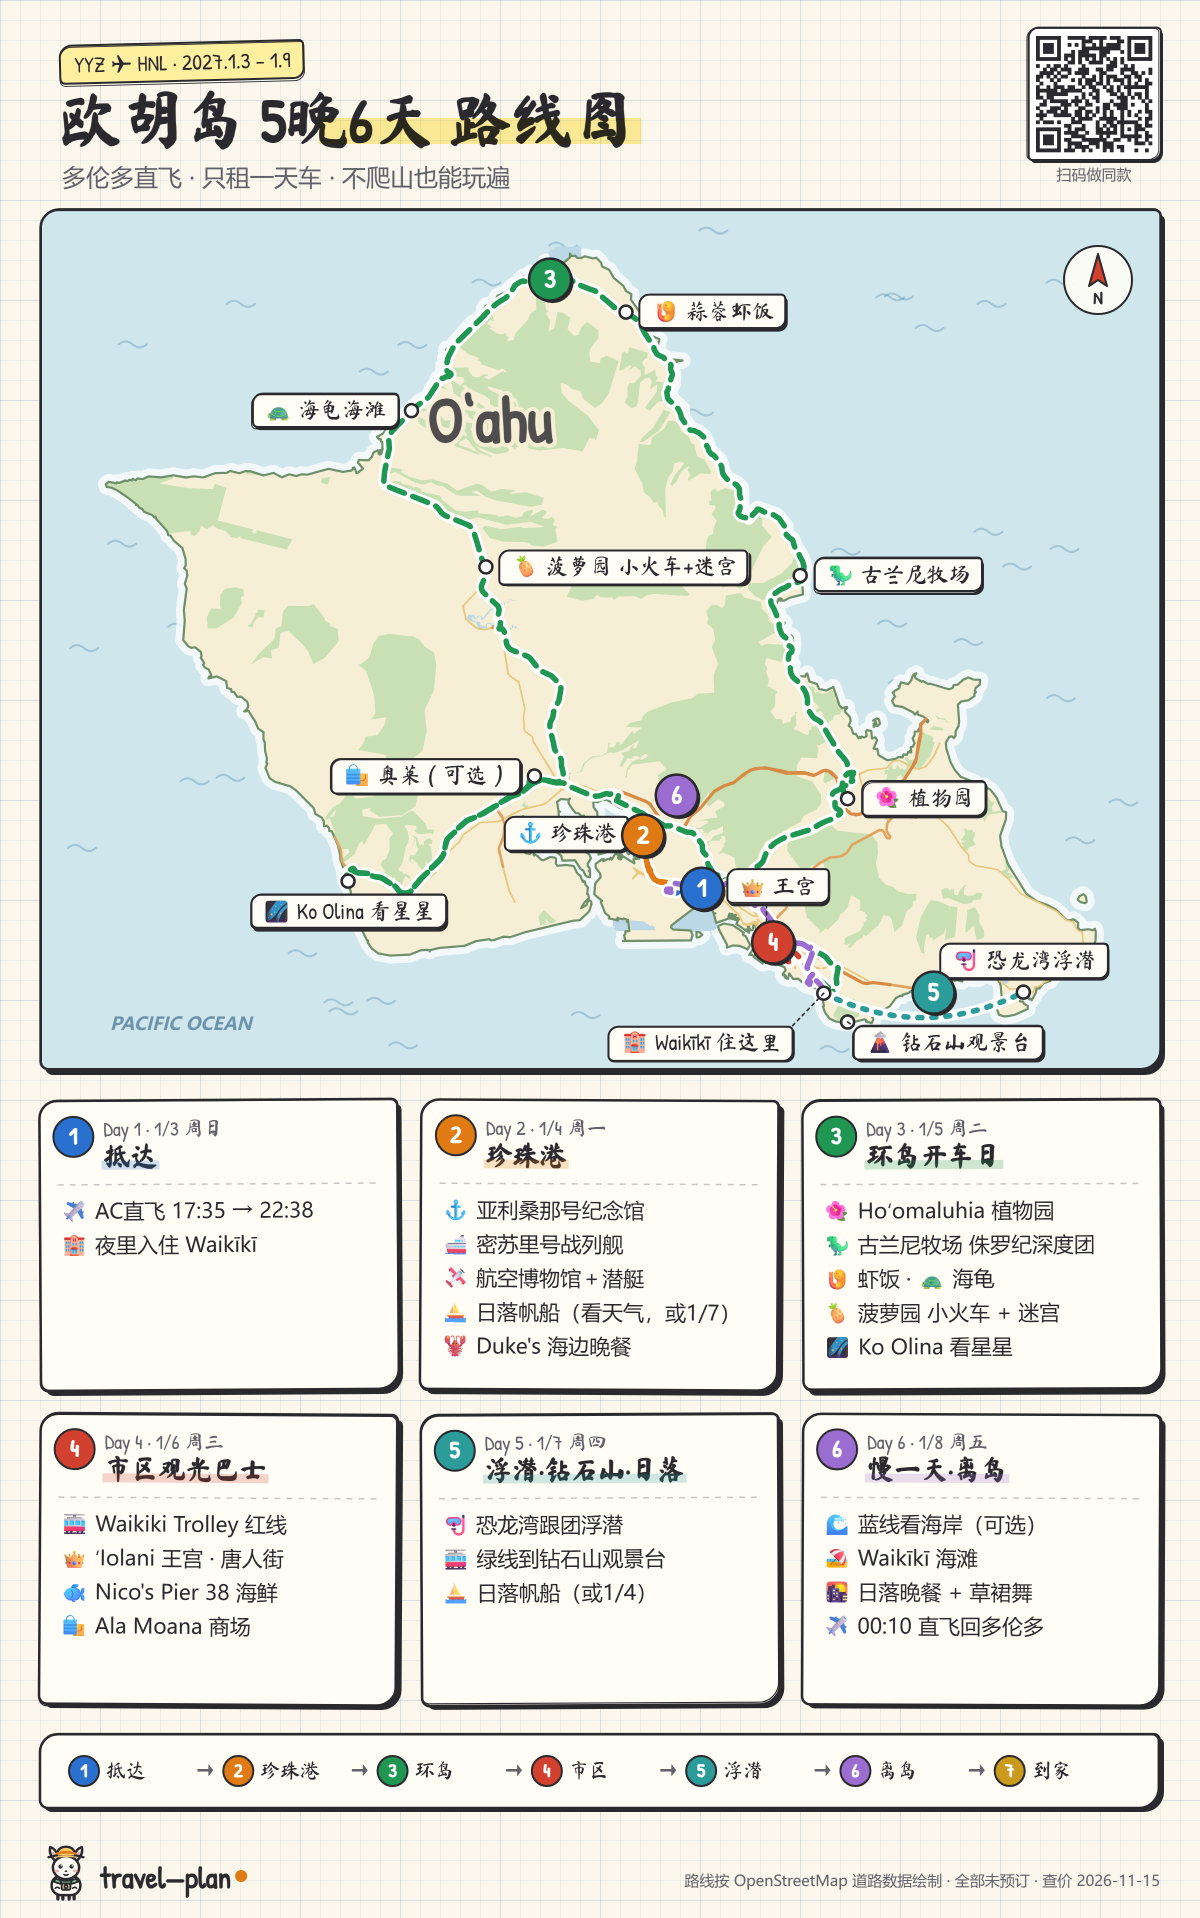 YYZ ✈ HNL · 2027.1.3 – 1.9
欧胡岛 5晚6天 路线图
多伦多直飞 · 只租一天车 · 不爬山也能玩遍
扫码做同款
N
3
蒜蓉虾饭
海龟海滩
Oʻahu
菠萝园 小火车+迷宫
古兰尼牧场
奥莱（可选）
6
植物园
珍珠港
2
1
王宫
Ko Olina 看星星
4
恐龙湾浮潜
5
PACIFIC OCEAN
Waikīkī 住这里
钻石山观景台
1
Day 1 · 1/3 周日
抵达
AC直飞 17:35 → 22:38
夜里入住 Waikīkī
2
Day 2 · 1/4 周一
珍珠港
亚利桑那号纪念馆
密苏里号战列舰
航空博物馆 + 潜艇
日落帆船（看天气，或1/7）
Duke's 海边晚餐
3
Day 3 · 1/5 周二
环岛开车日
Hoʻomaluhia 植物园
古兰尼牧场 侏罗纪深度团
虾饭 · 🐢 海龟
菠萝园 小火车 + 迷宫
Ko Olina 看星星
4
Day 4 · 1/6 周三
市区观光巴士
Waikiki Trolley 红线
ʻIolani 王宫 · 唐人街
Nico's Pier 38 海鲜
Ala Moana 商场
5
Day 5 · 1/7 周四
浮潜·钻石山·日落
恐龙湾跟团浮潜
绿线到钻石山观景台
日落帆船（或1/4）
6
Day 6 · 1/8 周五
慢一天·离岛
蓝线看海岸（可选）
Waikīkī 海滩
日落晚餐 + 草裙舞
00:10 直飞回多伦多
1 抵达 → 2 珍珠港 → 3 环岛 → 4 市区 → 5 浮潜 → 6 离岛 → 7 到家
travel-plan
路线按 OpenStreetMap 道路数据绘制 · 全部未预订 · 查价 2026-11-15